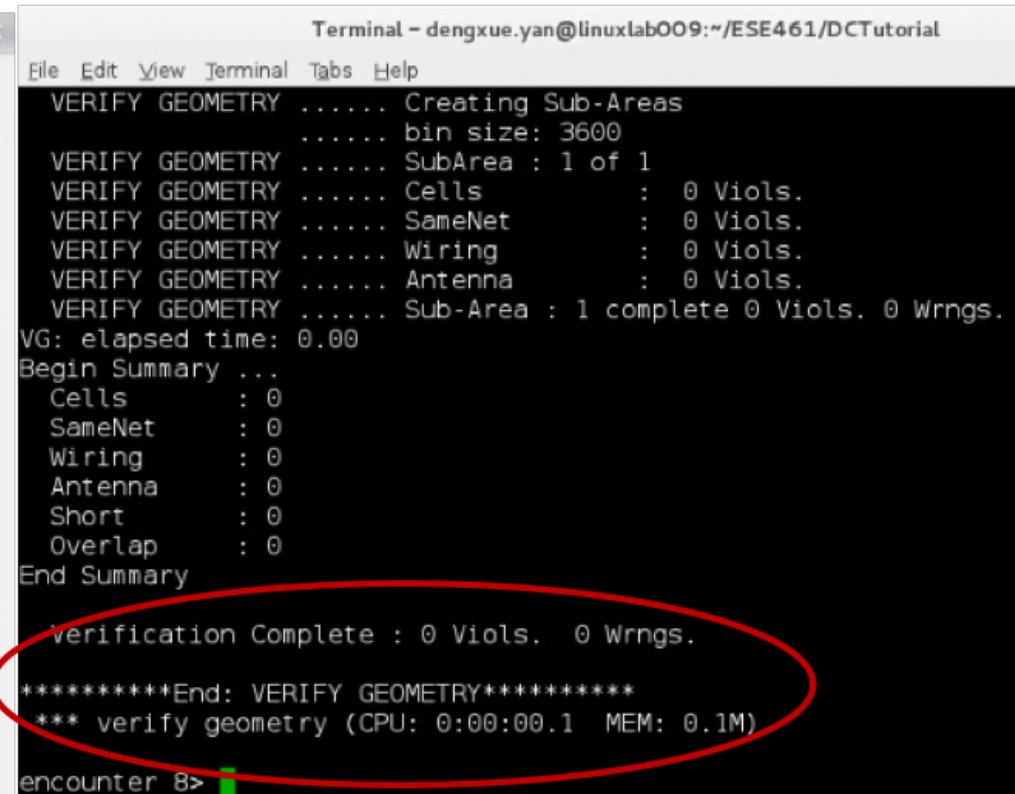 Terminal – dengxue.yan@linuxlab009:~/ESE461/DCTutorial
File Edit View Terminal Tabs Help
VERIFY GEOMETRY ...... Creating Sub-Areas
...... bin size: 3600
VERIFY GEOMETRY ...... SubArea : 1 of 1
VERIFY GEOMETRY ...... Cells : 0 Viols.
VERIFY GEOMETRY ...... SameNet : 0 Viols.
VERIFY GEOMETRY ...... Wiring : 0 Viols.
VERIFY GEOMETRY ...... Antenna : 0 Viols.
VERIFY GEOMETRY ...... Sub-Area : 1 complete 0 Viols. 0 Wrngs.
VG: elapsed time: 0.00
Begin Summary ...
Cells : 0
SameNet : 0
Wiring : 0
Antenna : 0
Short : 0
Overlap : 0
End Summary
Verification Complete : 0 Viols. 0 Wrngs.
**********End: VERIFY GEOMETRY**********
*** verify geometry (CPU: 0:00:00.1 MEM: 0.1M)
encounter 8>